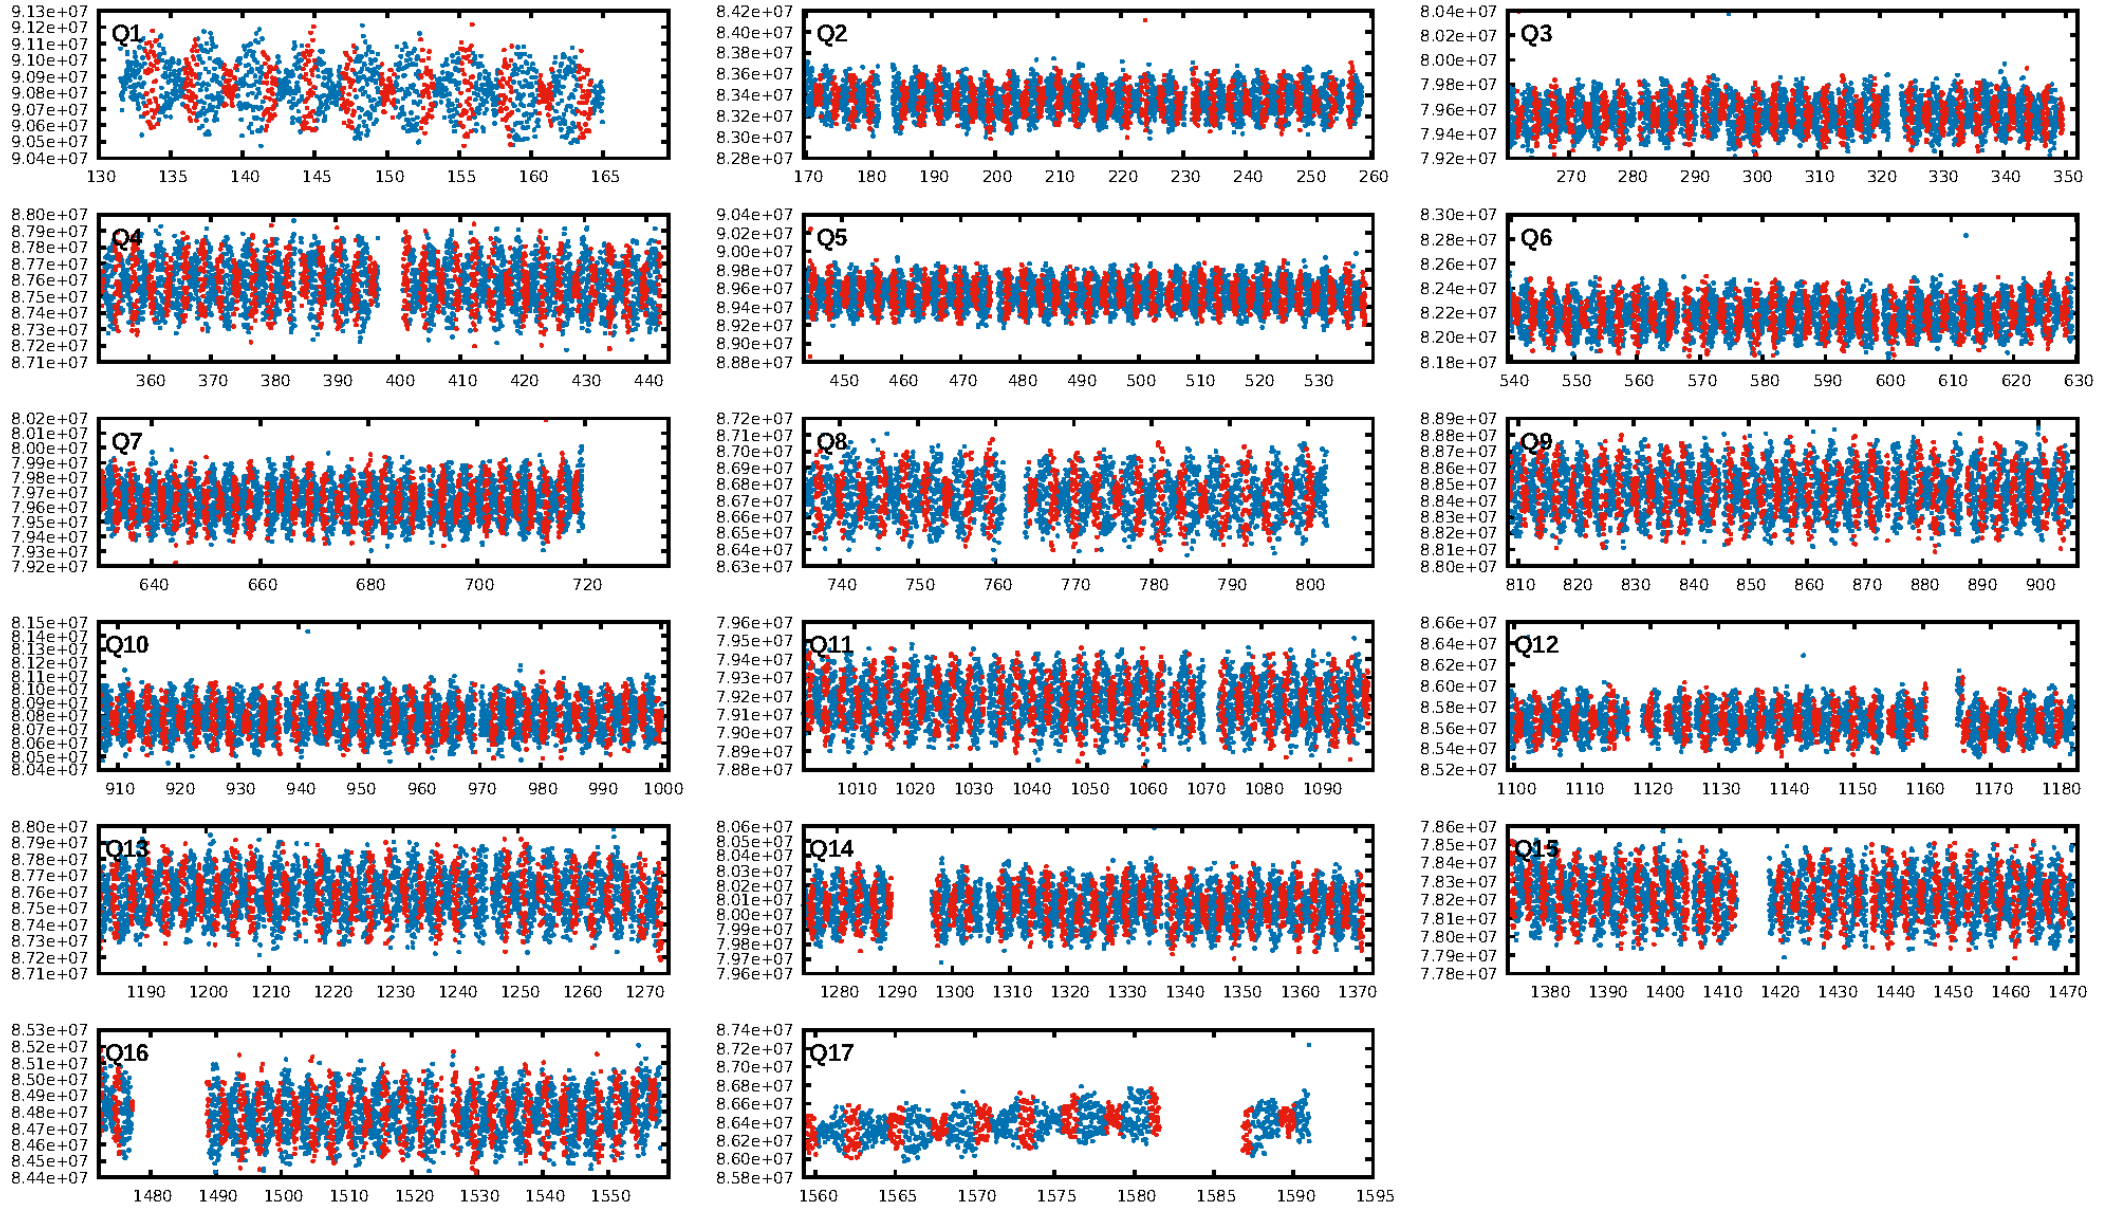 9.13e+07 Q1
9.12e+07
9.11e+07
9.10e+07
9.09e+07
9.08e+07
9.07e+07
9.06e+07
9.05e+07
9.04e+07
130 135 140 145 150 155 160 165
8.42e+07 Q2
8.40e+07
8.38e+07
8.36e+07
8.34e+07
8.32e+07
8.30e+07
8.28e+07
170 180 190 200 210 220 230 240 250 260
8.04e+07 Q3
8.02e+07
8.00e+07
7.98e+07
7.96e+07
7.94e+07
7.92e+07
270 280 290 300 310 320 330 340 350
8.80e+07 Q4
8.79e+07
8.78e+07
8.77e+07
8.76e+07
8.75e+07
8.74e+07
8.73e+07
8.72e+07
8.71e+07
360 370 380 390 400 410 420 430 440
9.04e+07 Q5
9.02e+07
9.00e+07
8.98e+07
8.96e+07
8.94e+07
8.92e+07
8.90e+07
8.88e+07
450 460 470 480 490 500 510 520 530
8.30e+07 Q6
8.28e+07
8.26e+07
8.24e+07
8.22e+07
8.20e+07
8.18e+07
540 550 560 570 580 590 600 610 620 630
8.02e+07 Q7
8.01e+07
8.00e+07
7.99e+07
7.98e+07
7.97e+07
7.96e+07
7.95e+07
7.94e+07
7.93e+07
7.92e+07
640 660 680 700 720
8.72e+07 Q8
8.71e+07
8.70e+07
8.69e+07
8.68e+07
8.67e+07
8.66e+07
8.65e+07
8.64e+07
8.63e+07
740 750 760 770 780 790 800
8.89e+07 Q9
8.88e+07
8.87e+07
8.86e+07
8.85e+07
8.84e+07
8.83e+07
8.82e+07
8.81e+07
8.80e+07
810 820 830 840 850 860 870 880 890 900
8.15e+07 Q10
8.14e+07
8.13e+07
8.12e+07
8.11e+07
8.10e+07
8.09e+07
8.08e+07
8.07e+07
8.06e+07
8.05e+07
8.04e+07
910 920 930 940 950 960 970 980 990 1000
7.96e+07 Q11
7.95e+07
7.94e+07
7.93e+07
7.92e+07
7.91e+07
7.90e+07
7.89e+07
7.88e+07
1010 1020 1030 1040 1050 1060 1070 1080 1090
8.66e+07 Q12
8.64e+07
8.62e+07
8.60e+07
8.58e+07
8.56e+07
8.54e+07
8.52e+07
1100 1110 1120 1130 1140 1150 1160 1170 1180
8.80e+07 Q13
8.79e+07
8.78e+07
8.77e+07
8.76e+07
8.75e+07
8.74e+07
8.73e+07
8.72e+07
8.71e+07
1190 1200 1210 1220 1230 1240 1250 1260 1270
8.06e+07 Q14
8.05e+07
8.04e+07
8.03e+07
8.02e+07
8.01e+07
8.00e+07
7.99e+07
7.98e+07
7.97e+07
7.96e+07
1280 1290 1300 1310 1320 1330 1340 1350 1360 1370
7.86e+07 Q15
7.85e+07
7.84e+07
7.83e+07
7.82e+07
7.81e+07
7.80e+07
7.79e+07
7.78e+07
1380 1390 1400 1410 1420 1430 1440 1450 1460 1470
8.53e+07 Q16
8.52e+07
8.51e+07
8.50e+07
8.49e+07
8.48e+07
8.47e+07
8.46e+07
8.45e+07
8.44e+07
1480 1490 1500 1510 1520 1530 1540 1550
8.74e+07 Q17
8.72e+07
8.70e+07
8.68e+07
8.66e+07
8.64e+07
8.62e+07
8.60e+07
8.58e+07
1560 1565 1570 1575 1580 1585 1590 1595